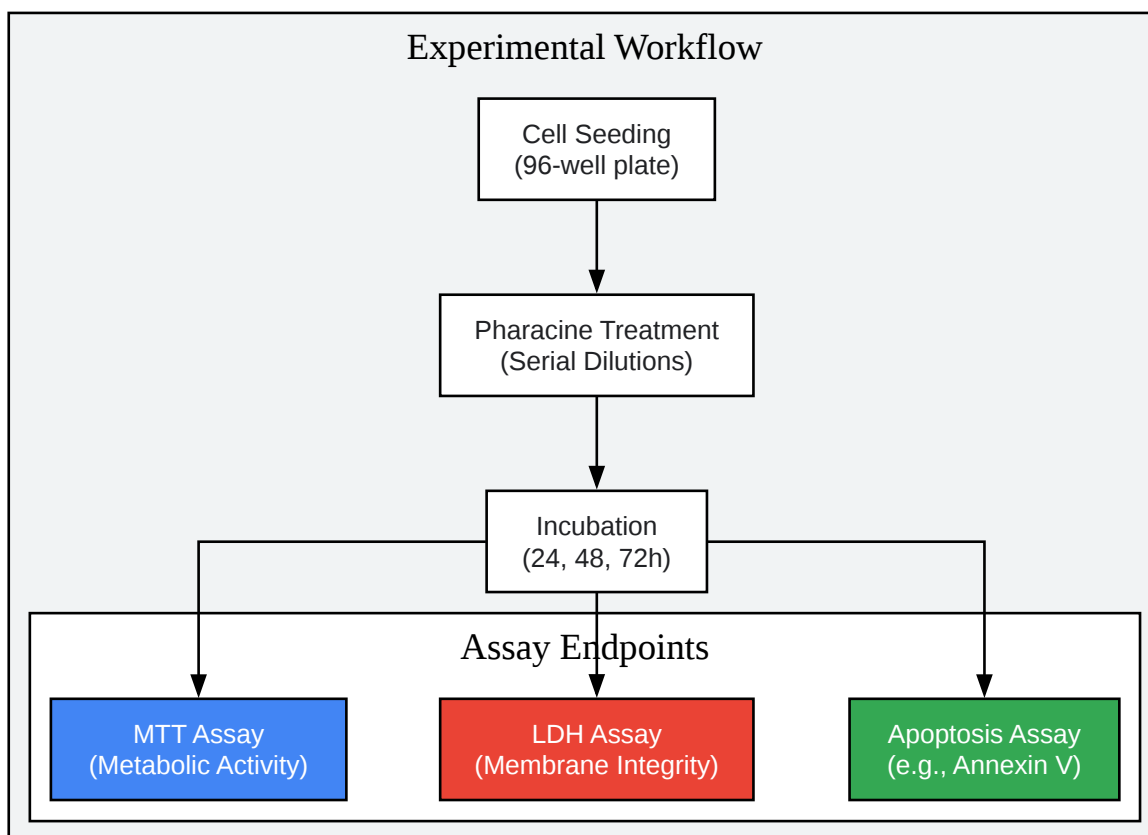 Experimental Workflow
Cell Seeding
(96-well plate)
Pharacine Treatment
(Serial Dilutions)
Incubation
(24, 48, 72h)
Assay Endpoints
MTT Assay
(Metabolic Activity)
LDH Assay
(Membrane Integrity)
Apoptosis Assay
(e.g., Annexin V)